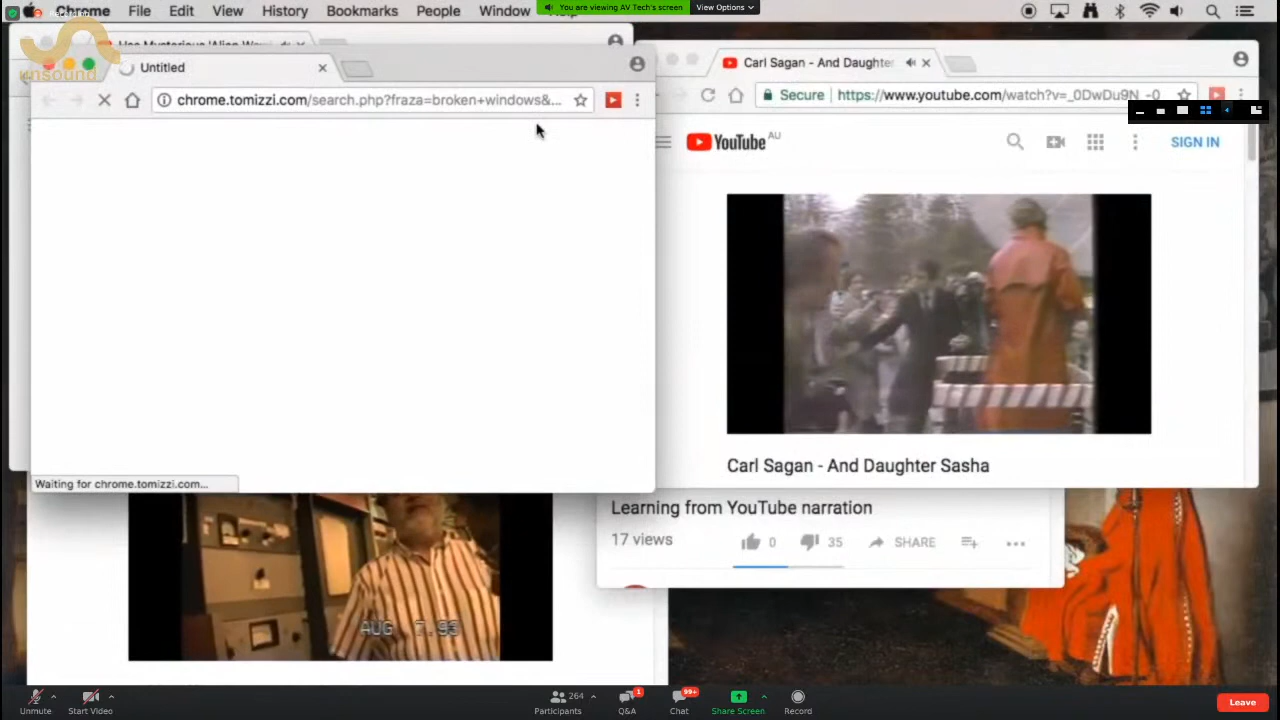 Chrome File Edit View History Bookmarks People Window
You are viewing AV Tech's screen View Options
unsound
Untitled
chrome.tomizzi.com/search.php?fraza=broken+windows&...
Waiting for chrome.tomizzi.com...
Carl Sagan - And Daughter
Secure https://www.youtube.com/watch?v=_0DwDu9N_-0
YouTube AU
SIGN IN
Carl Sagan - And Daughter Sasha
Learning from YouTube narration
17 views 0 35 SHARE
AUG 7.93
Unmute
Start Video
264
Participants
1
Q&A
99+
Chat
Share Screen
Record
Leave